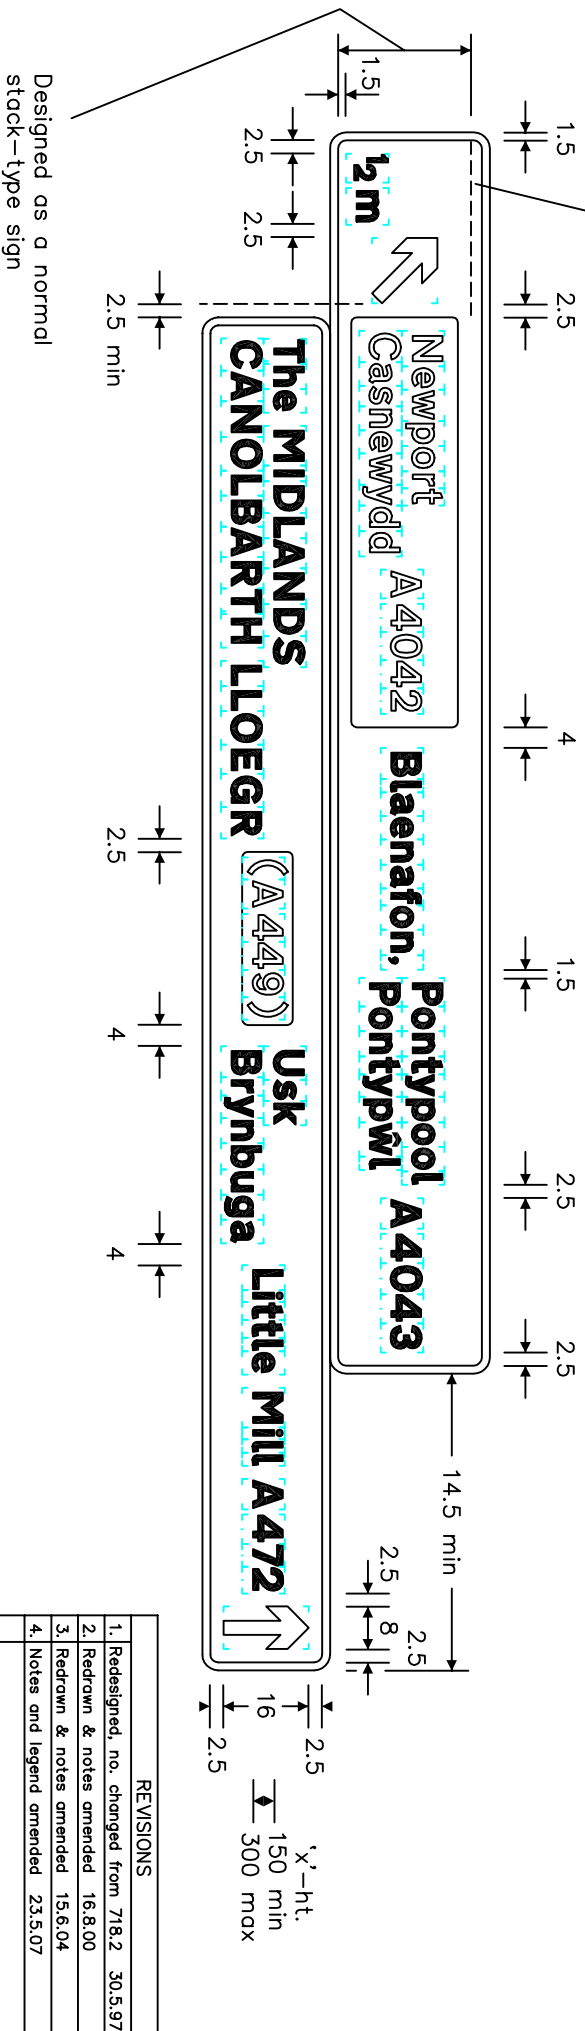 1.5
2.5
4
1.5
2.5
2.5
1.5
2.5
2.5
½ m
Newport
Casnewydd
A4042
Blaenafon,
Pontypool
Pontypŵl
A4043
14.5 min
The MIDLANDS
CANOLBARTH LLOEGR
(A449)
Usk
Brynbuga
Little Mill A472
2.5
8
2.5
2.5
16
2.5
2.5 min
2.5
4
4
'x'-ht.
150 min
300 max
Designed as a normal
stack-type sign
REVISIONS
1. Redesigned, no. changed from 718.2 30.5.97
2. Redrawn & notes amended 16.8.00
3. Redrawn & notes amended 15.6.04
4. Notes and legend amended 23.5.07